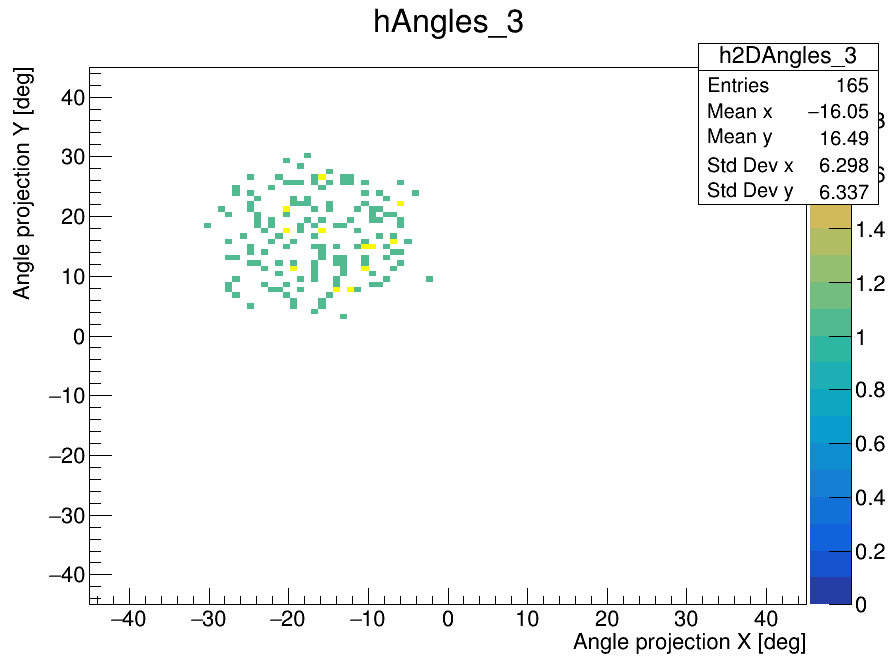 hAngles_3
h2DAngles_3
Entries 165
Mean x −16.05
Mean y 16.49
Std Dev x 6.298
Std Dev y 6.337
Angle projection Y [deg]
40
30
20
10
0
−10
−20
−30
−40
−40 −30 −20 −10 0 10 20 30 40
Angle projection X [deg]
1.4
1.2
1
0.8
0.6
0.4
0.2
0